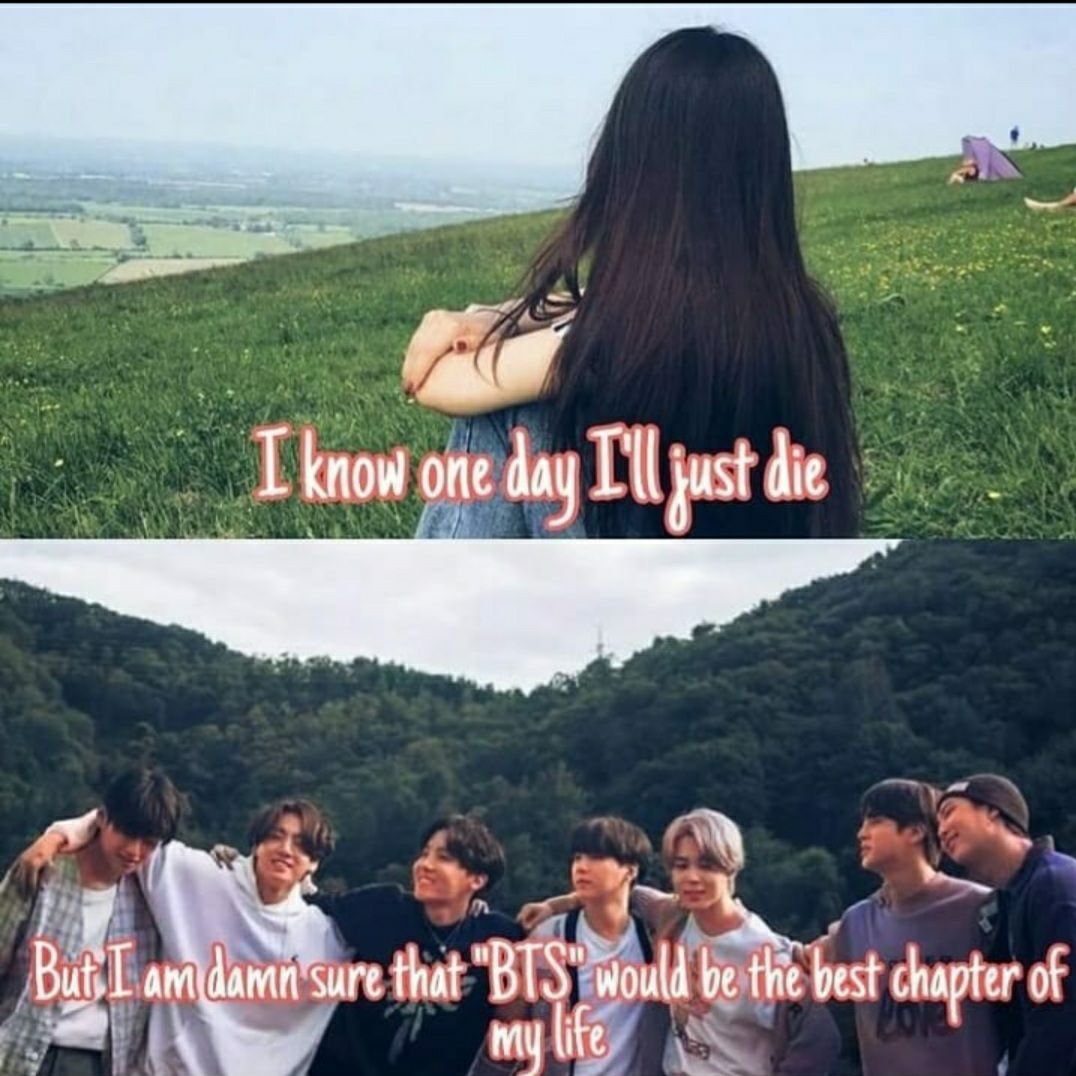 I know one day I'll just die
But I am damn sure that "BTS" would be the best chapter of
my life